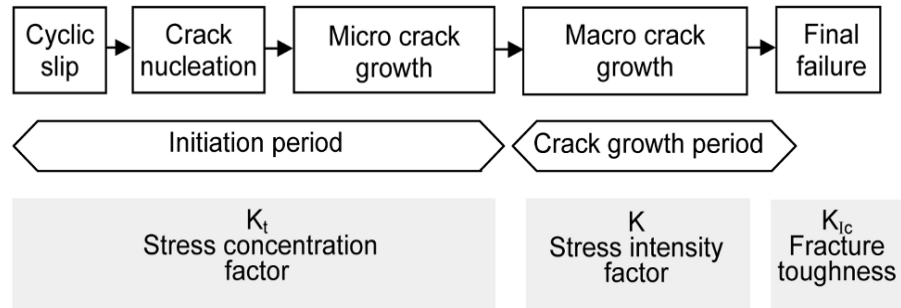 Cyclic
slip
Crack
nucleation
Micro crack
growth
Macro crack
growth
Final
failure
Initiation period
Crack growth period
Kt
Stress concentration
factor
K
Stress intensity
factor
KIc
Fracture
toughness